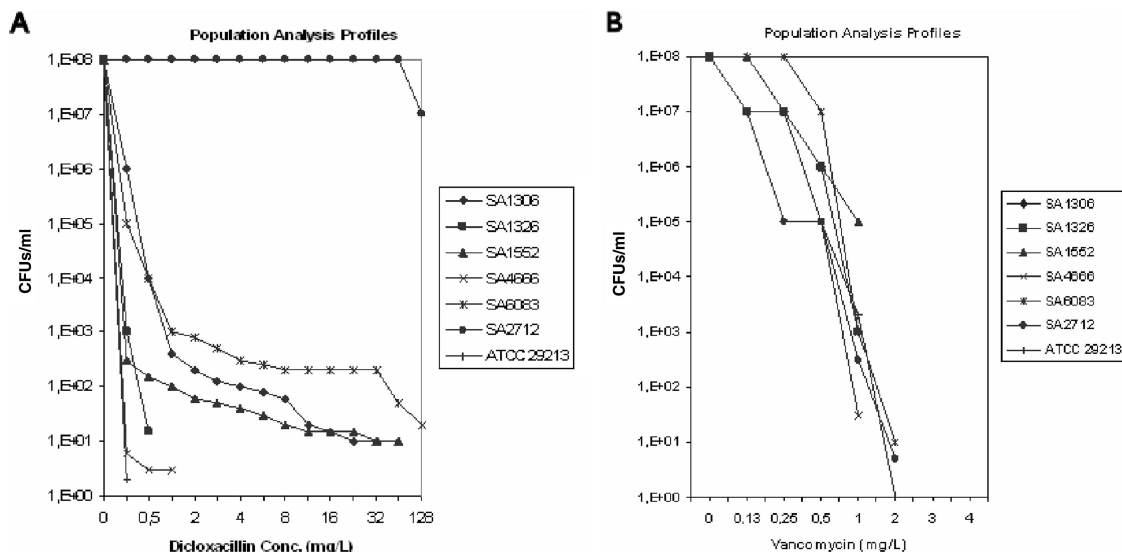 A
Population Analysis Profiles
1,E+08
1,E+07
1,E+06
1,E+05
1,E+04
1,E+03
1,E+02
1,E+01
1,E+00
CFUs/ml
0 0,5 2 4 8 16 32 128
Dicloxacillin Conc. (mg/L)
SA1306
SA1326
SA1552
SA4666
SA6083
SA2712
ATCC 29213
B
Population Analysis Profiles
1,E+08
1,E+07
1,E+06
1,E+05
1,E+04
1,E+03
1,E+02
1,E+01
1,E+00
CFUs/ml
0 0,13 0,25 0,5 1 2 3 4
Vancomycin (mg/L)
SA1306
SA1326
SA1552
SA4666
SA6083
SA2712
ATCC 29213